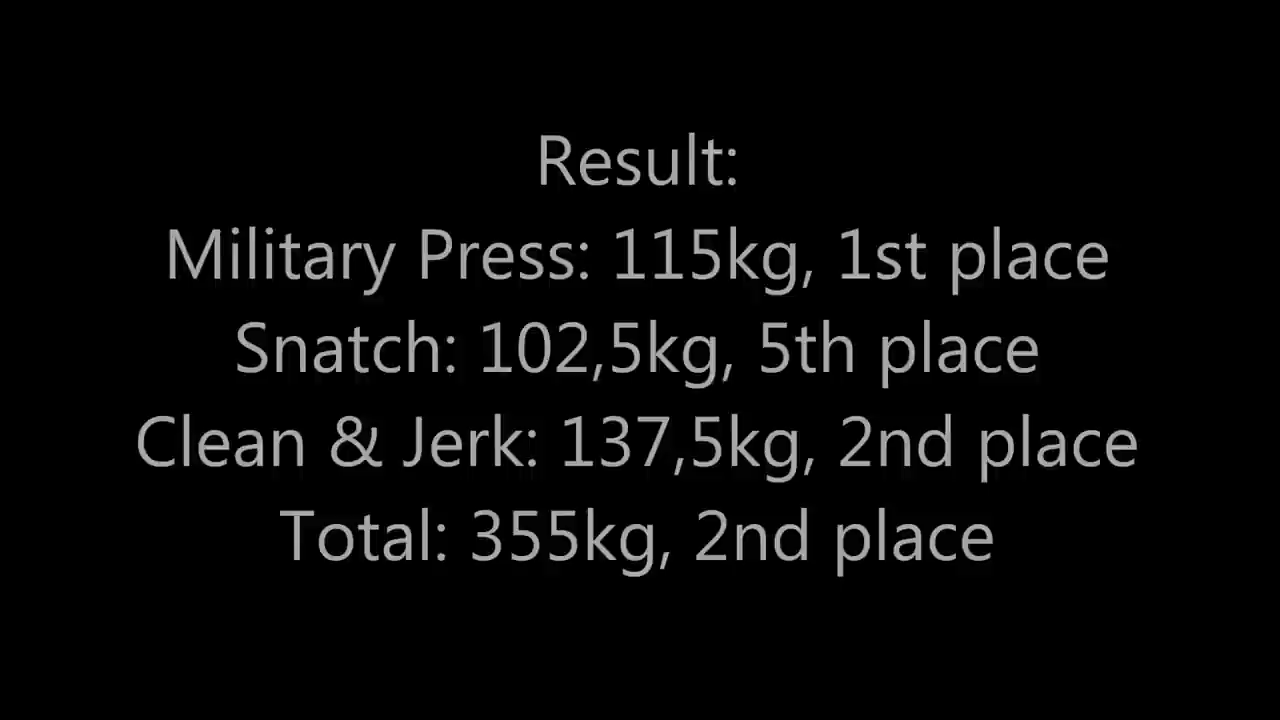 Result:
Military Press: 115kg, 1st place
Snatch: 102,5kg, 5th place
Clean & Jerk: 137,5kg, 2nd place
Total: 355kg, 2nd place